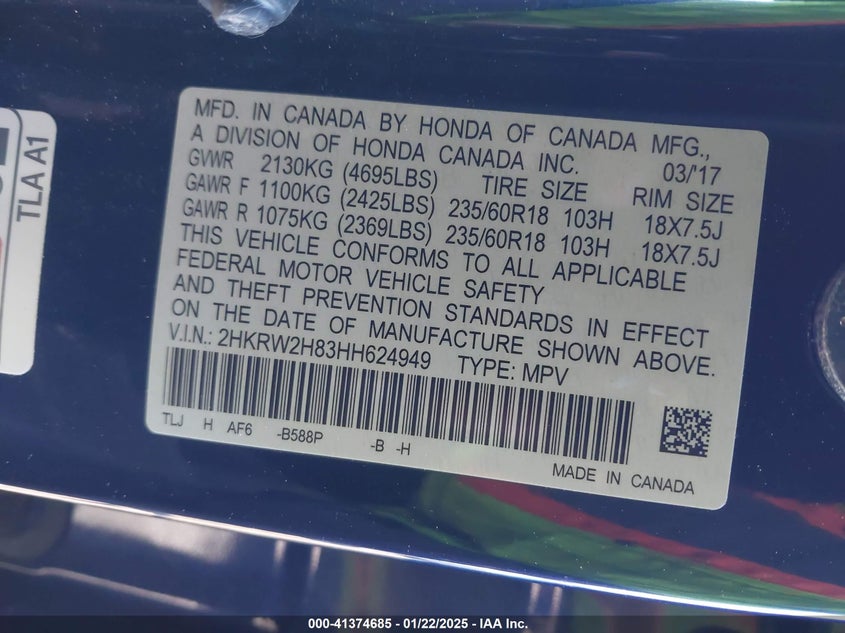 TLA A1
MFD. IN CANADA BY HONDA OF CANADA MFG.,
A DIVISION OF HONDA CANADA INC. 03/'17
GVWR 2130KG (4695LBS) TIRE SIZE RIM SIZE
GAWR F 1100KG (2425LBS) 235/60R18 103H 18X7.5J
GAWR R 1075KG (2369LBS) 235/60R18 103H 18X7.5J
THIS VEHICLE CONFORMS TO ALL APPLICABLE
FEDERAL MOTOR VEHICLE SAFETY
AND THEFT PREVENTION STANDARDS IN EFFECT
ON THE DATE OF MANUFACTURE SHOWN ABOVE.
V.I.N.: 2HKRW2H83HH624949 TYPE: MPV
TLJ H AF6 -B588P -B -H
MADE IN CANADA
000-41374685 - 01/22/2025 - IAA Inc.